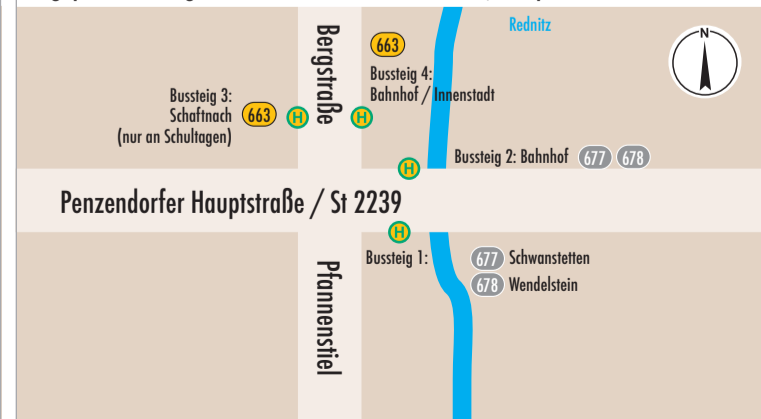 Rednitz
N
Bergstraße
663
Bussteig 4:
Bahnhof / Innenstadt
Bussteig 3:
Schaftnach
(nur an Schultagen)
663
H
H
H
Bussteig 2: Bahnhof 677 678
Penzendorfer Hauptstraße / St 2239
H
Bussteig 1: 677 Schwanstetten
678 Wendelstein
Pfannenstiel